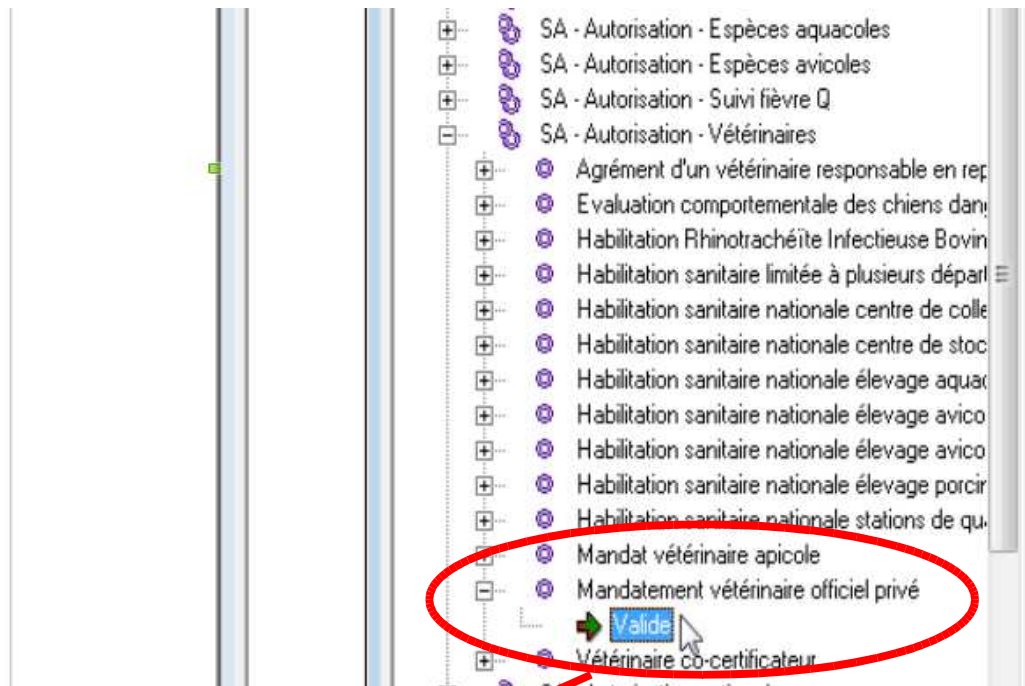 SA - Autorisation - Espèces aquacoles
SA - Autorisation - Espèces avicoles
SA - Autorisation - Suivi fièvre Q
SA - Autorisation - Vétérinaires
Agrément d'un vétérinaire responsable en rep
Evaluation comportementale des chiens dan
Habilitation Rhinotrachéïte Infectieuse Bovin
Habilitation sanitaire limitée à plusieurs départ
Habilitation sanitaire nationale centre de colle
Habilitation sanitaire nationale centre de stoc
Habilitation sanitaire nationale élevage aquac
Habilitation sanitaire nationale élevage avico
Habilitation sanitaire nationale élevage avico
Habilitation sanitaire nationale élevage porcin
Habilitation sanitaire nationale stations de qu
Mandat vétérinaire apicole
Mandatement vétérinaire officiel privé
Valide
Vétérinaire co-certificateur